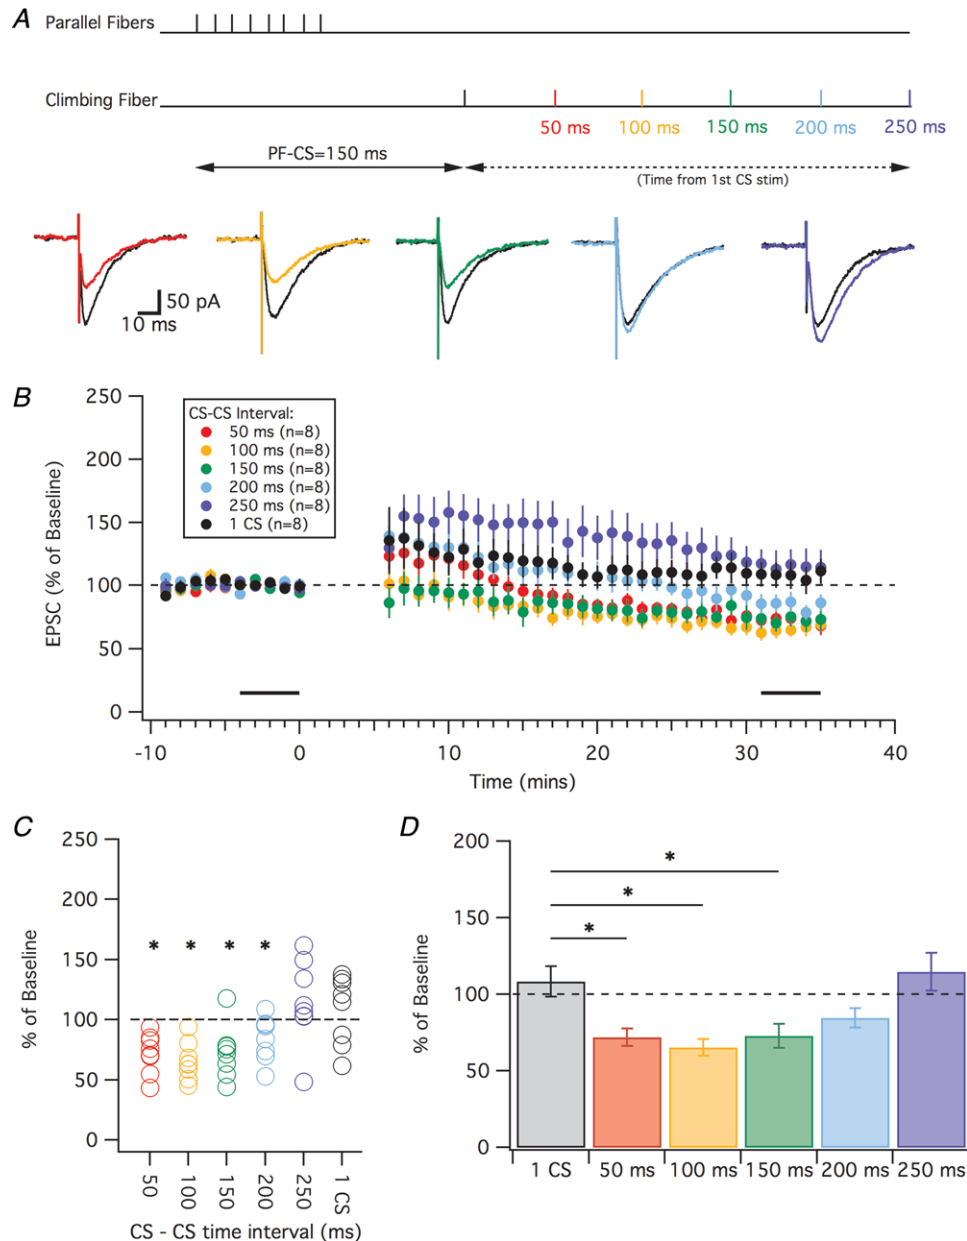 A
Parallel Fibers
Climbing Fiber
50 ms 100 ms 150 ms 200 ms 250 ms
PF-CS=150 ms
(Time from 1st CS stim)
50 pA
10 ms
B
250
200
150
100
50
0
EPSC (% of Baseline)
CS-CS Interval:
50 ms (n=8)
100 ms (n=8)
150 ms (n=8)
200 ms (n=8)
250 ms (n=8)
1 CS (n=8)
-10 0 10 20 30 40
Time (mins)
C
250
200
150
100
50
0
% of Baseline
* * * *
50 100 150 200 250 1 CS
CS - CS time interval (ms)
D
200
150
100
50
0
% of Baseline
*
*
*
1 CS 50 ms 100 ms 150 ms 200 ms 250 ms